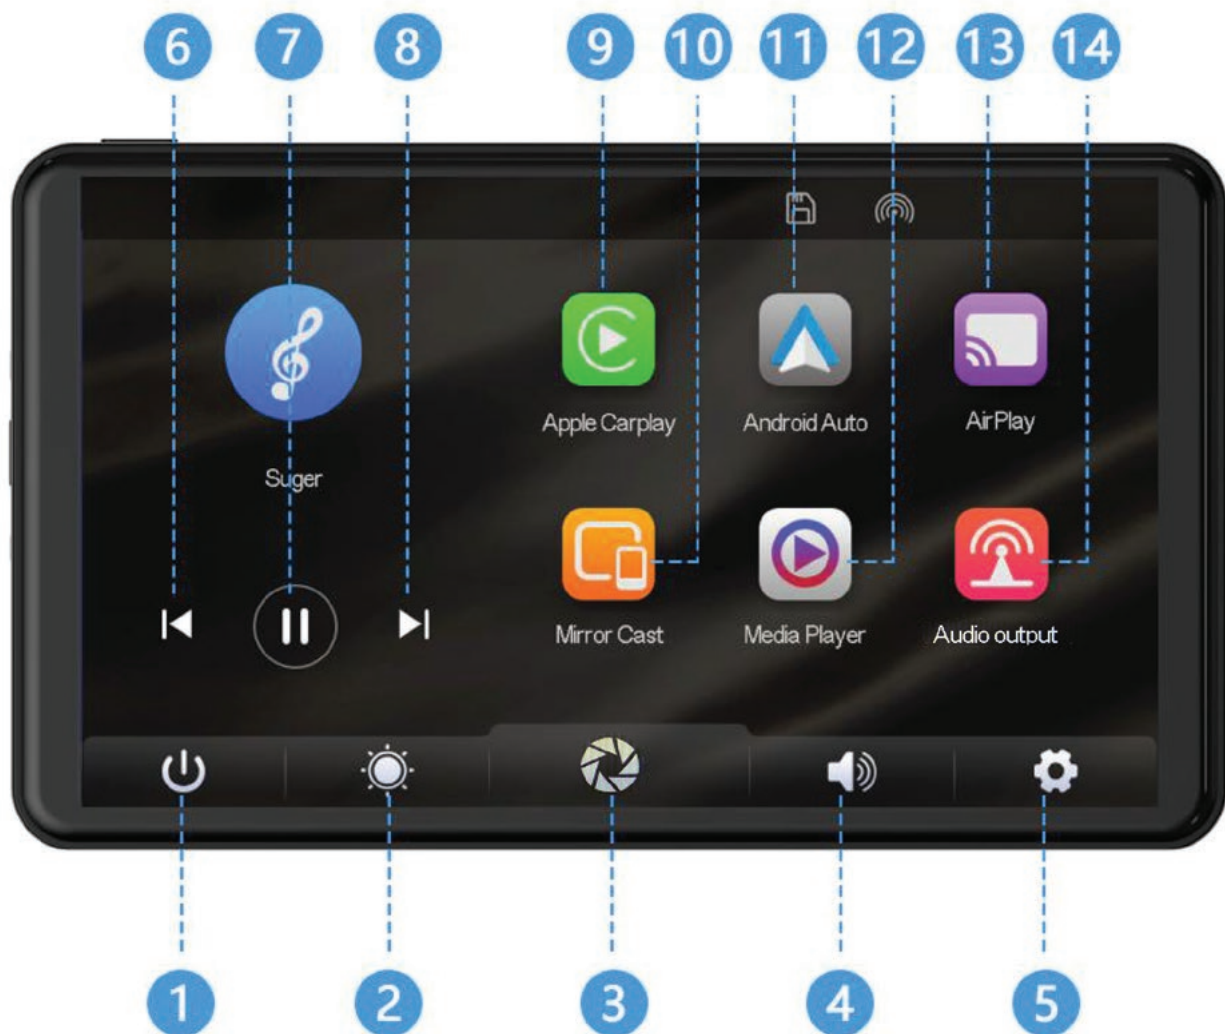 6 7 8 9 10 11 12 13 14
Apple Carplay Android Auto AirPlay
Suger
Mirror Cast Media Player Audio output
1 2 3 4 5